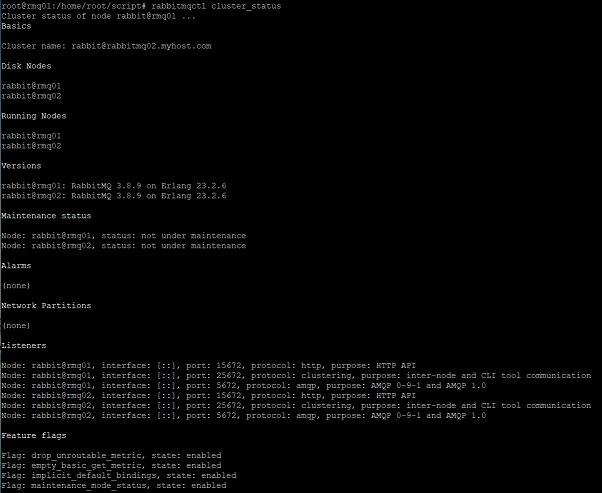 root@rmq01:/home/root/script# rabbitmqctl cluster_status
Cluster status of node rabbit@rmq01 ...
Basics
Cluster name: rabbit@rabbitmq02.myhost.com
Disk Nodes
rabbit@rmq01
rabbit@rmq02
Running Nodes
rabbit@rmq01
rabbit@rmq02
Versions
rabbit@rmq01: RabbitMQ 3.8.9 on Erlang 23.2.6
rabbit@rmq02: RabbitMQ 3.8.9 on Erlang 23.2.6
Maintenance status
Node: rabbit@rmq01, status: not under maintenance
Node: rabbit@rmq02, status: not under maintenance
Alarms
(none)
Network Partitions
(none)
Listeners
Node: rabbit@rmq01, interface: [::], port: 15672, protocol: http, purpose: HTTP API
Node: rabbit@rmq01, interface: [::], port: 25672, protocol: clustering, purpose: inter-node and CLI tool communication
Node: rabbit@rmq01, interface: [::], port: 5672, protocol: amqp, purpose: AMQP 0-9-1 and AMQP 1.0
Node: rabbit@rmq02, interface: [::], port: 15672, protocol: http, purpose: HTTP API
Node: rabbit@rmq02, interface: [::], port: 25672, protocol: clustering, purpose: inter-node and CLI tool communication
Node: rabbit@rmq02, interface: [::], port: 5672, protocol: amqp, purpose: AMQP 0-9-1 and AMQP 1.0
Feature flags
Flag: drop_unroutable_metric, state: enabled
Flag: empty_basic_get_metric, state: enabled
Flag: implicit_default_bindings, state: enabled
Flag: maintenance_mode_status, state: enabled